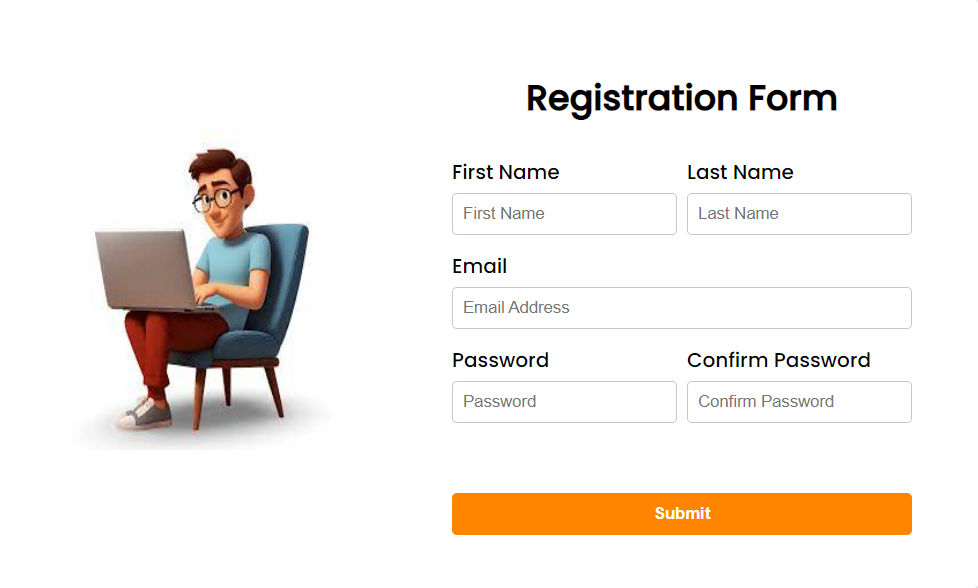 Registration Form
First Name Last Name
First Name Last Name
Email
Email Address
Password Confirm Password
Password Confirm Password
Submit